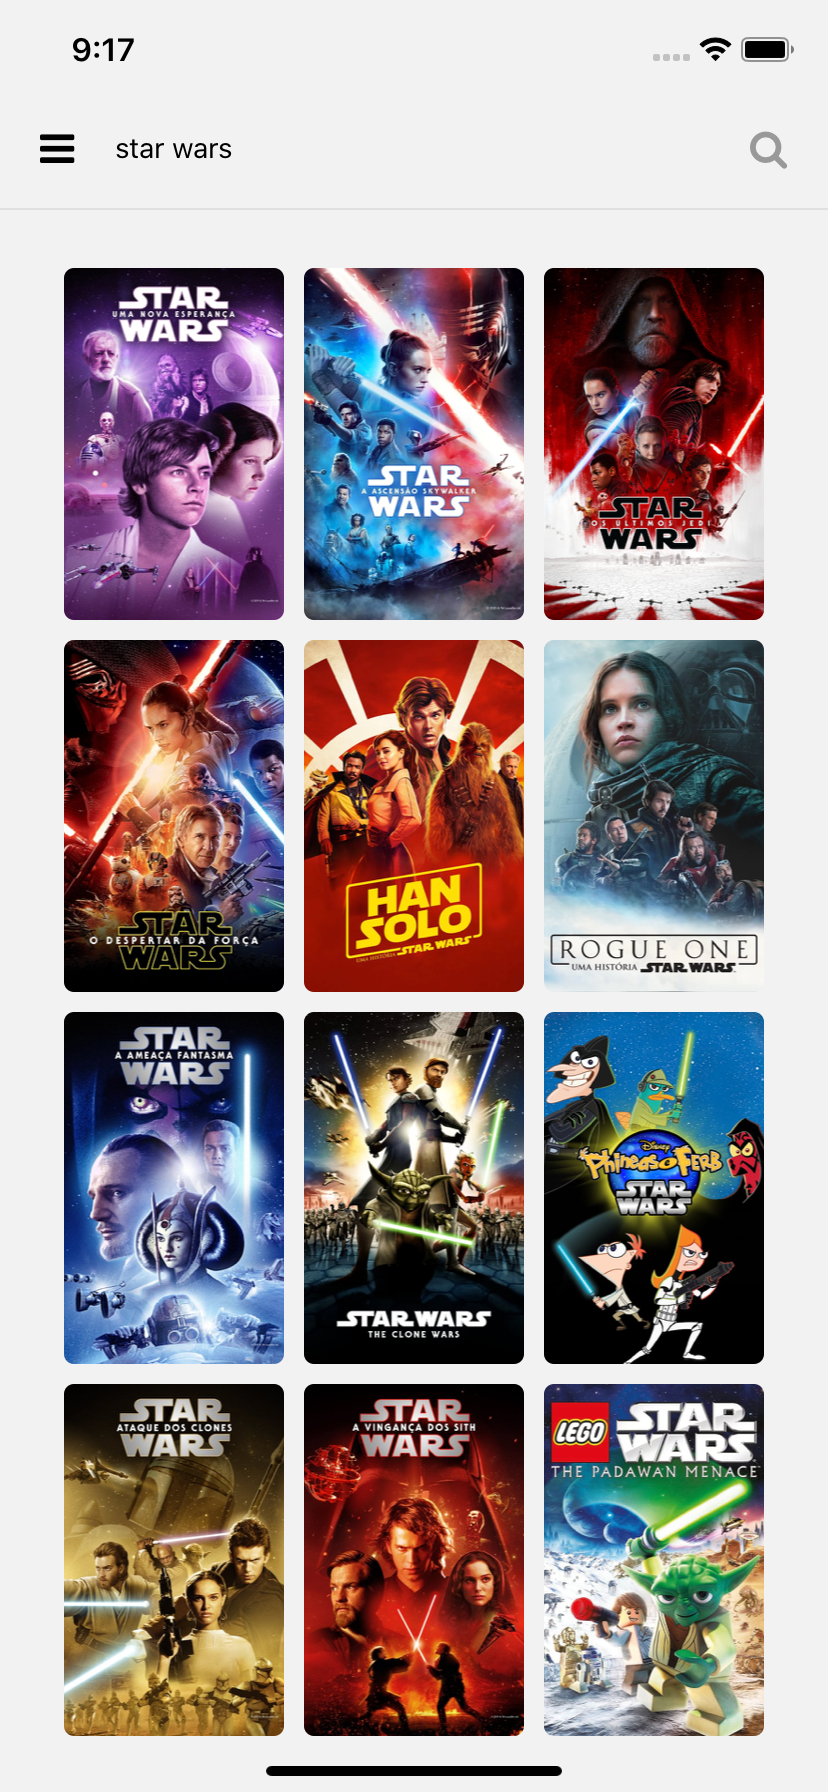 9:17
star wars
STAR
UMA NOVA ESPERANÇA
WARS
STAR
A ASCENSÃO SKYWALKER
WARS
STAR
OS ÚLTIMOS JEDI
WARS
STAR
O DESPERTAR DA FORÇA
WARS
HAN
SOLO
UMA HISTÓRIA STAR WARS
ROGUE ONE
UMA HISTÓRIA STAR WARS
STAR
A AMEAÇA FANTASMA
WARS
STAR WARS
THE CLONE WARS
Disney
Phineas e Ferb
STAR
WARS
STAR
ATAQUE DOS CLONES
WARS
STAR
A VINGANÇA DOS SITH
WARS
LEGO
STAR
WARS
THE PADAWAN MENACE